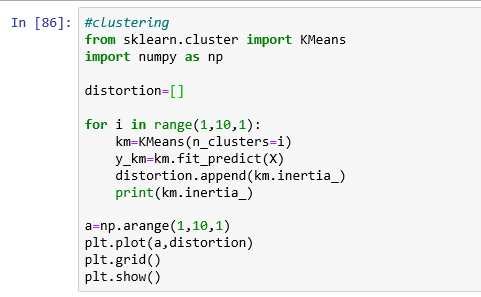 In [86]: #clustering
from sklearn.cluster import KMeans
import numpy as np
distortion=[]
for i in range(1,10,1):
    km=KMeans(n_clusters=i)
    y_km=km.fit_predict(X)
    distortion.append(km.inertia_)
    print(km.inertia_)
a=np.arange(1,10,1)
plt.plot(a,distortion)
plt.grid()
plt.show()